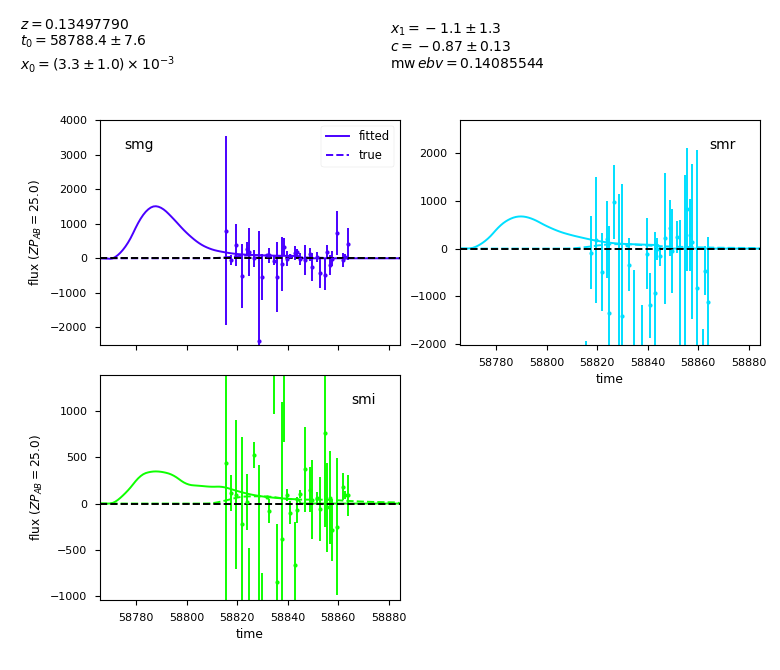 z = 0.13497790
t₀ = 58788.4 ± 7.6
x₀ = (3.3 ± 1.0) × 10⁻³
x₁ = −1.1 ± 1.3
c = −0.87 ± 0.13
mw ebv = 0.14085544
smg
fitted
true
4000
3000
2000
1000
0
−1000
−2000
flux (ZP_AB = 25.0)
smr
2000
1000
0
−1000
−2000
58780 58800 58820 58840 58860 58880
time
smi
1000
500
0
−500
−1000
flux (ZP_AB = 25.0)
58780 58800 58820 58840 58860 58880
time